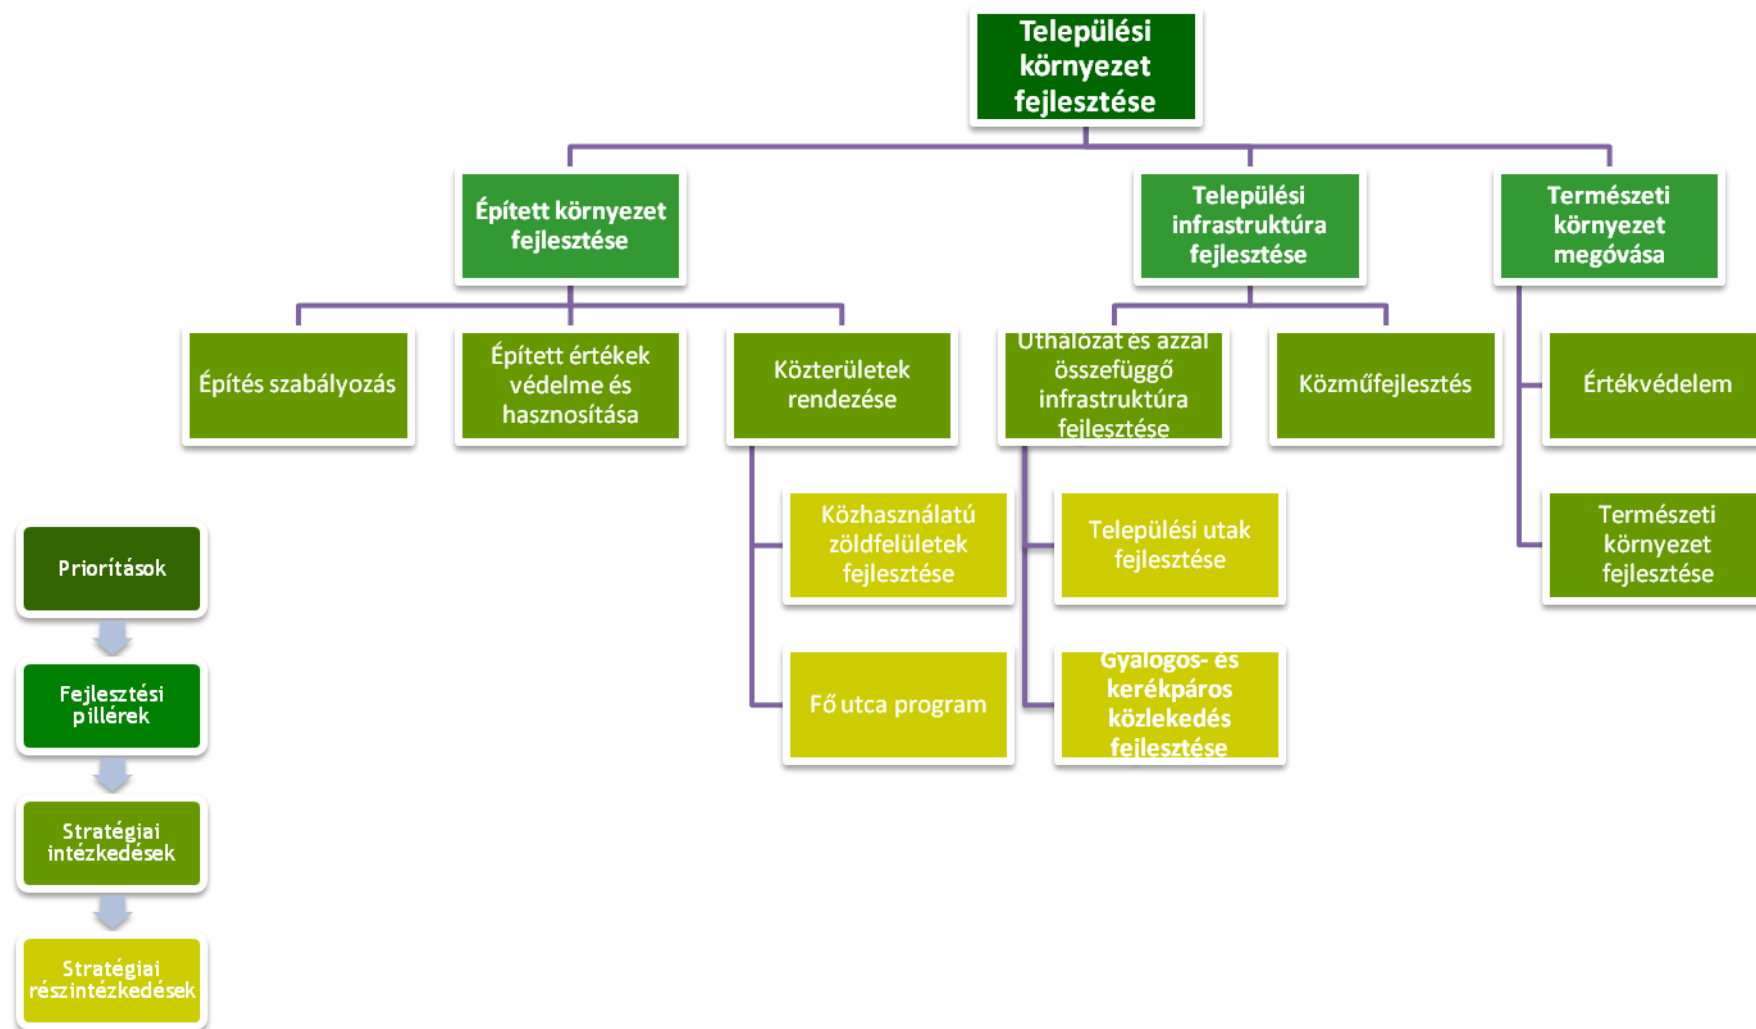 Települési
környezet
fejlesztése
Épített környezet
fejlesztése
Települési
infrastruktúra
fejlesztése
Természeti
környezet
megóvása
Építés szabályozás
Épített értékek
védelme és
hasznosítása
Közterületek
rendezése
Úthálózat és azzal
összefüggő
infrastruktúra
fejlesztése
Közműfejlesztés
Értékvédelem
Közhasználatú
zöldfelületek
fejlesztése
Települési utak
fejlesztése
Természeti
környezet
fejlesztése
Fő utca program
Gyalogos- és
kerékpáros
közlekedés
fejlesztése
Priorítások
Fejlesztési
pillérek
Stratégiai
intézkedések
Stratégiai
részintézkedések